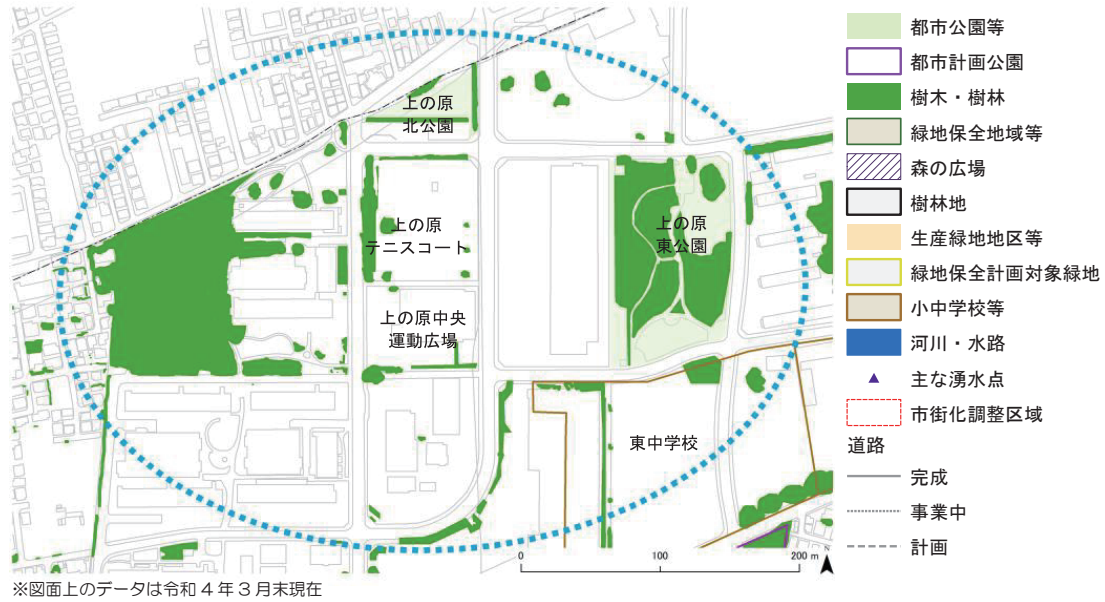 上の原
北公園
上の原
テニスコート
上の原
東公園
上の原中央
運動広場
東中学校
0
100
200 m
N
※図面上のデータは令和4年3月末現在
都市公園等
都市計画公園
樹木・樹林
緑地保全地域等
森の広場
樹林地
生産緑地地区等
緑地保全計画対象緑地
小中学校等
河川・水路
主な湧水点
市街化調整区域
道路
完成
事業中
計画